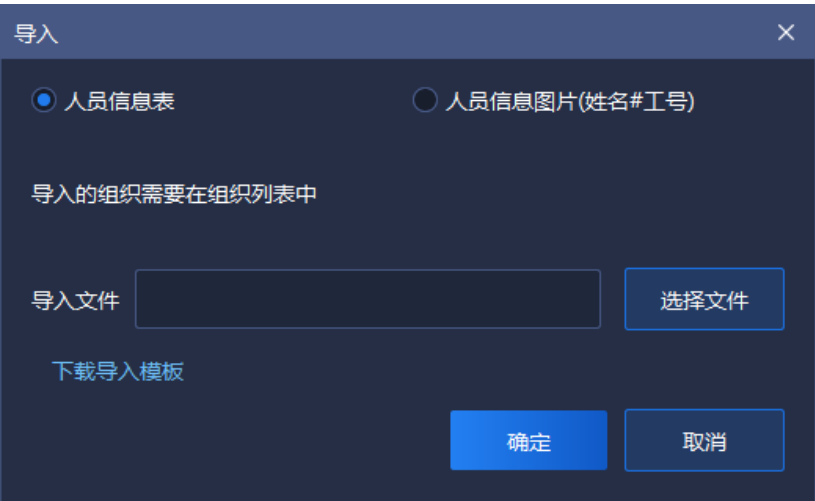 导入
人员信息表
人员信息图片(姓名#工号)
导入的组织需要在组织列表中
导入文件
选择文件
下载导入模板
确定
取消